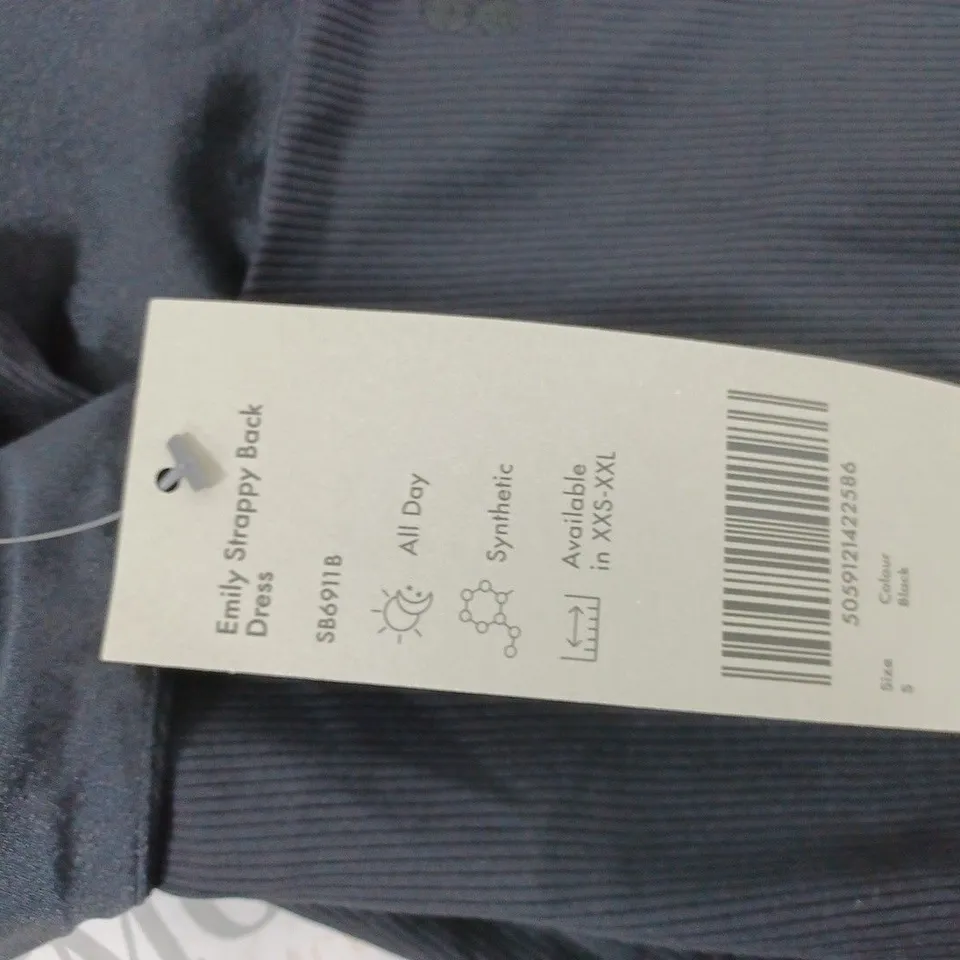 Emily Strappy Back
Dress
SB6911B
All Day
Synthetic
Available
in XXS-XXL
5059121422586
Size
S
Colour
Black